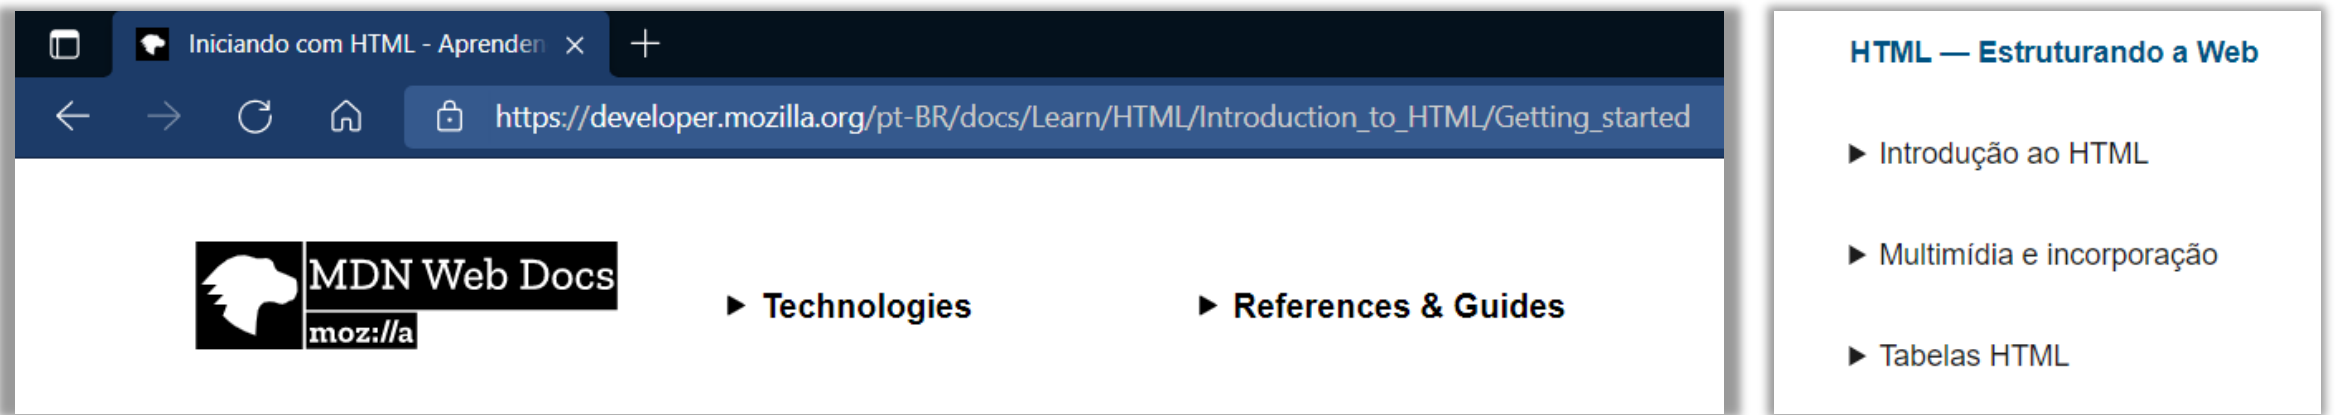 Iniciando com HTML - Aprenden
https://developer.mozilla.org/pt-BR/docs/Learn/HTML/Introduction_to_HTML/Getting_started
MDN Web Docs
moz://a
Technologies
References & Guides
HTML — Estruturando a Web
Introdução ao HTML
Multimídia e incorporação
Tabelas HTML